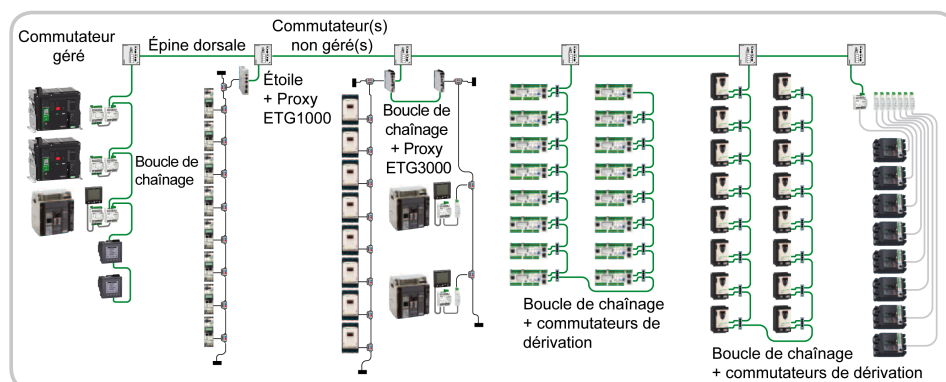 Commutateur
géré
Épine dorsale
Commutateur(s)
non géré(s)
Étoile
+ Proxy
ETG1000
Boucle de
chaînage
Boucle de
chaînage
+ Proxy
ETG3000
Boucle de chaînage
+ commutateurs de
dérivation
Boucle de chaînage
+ commutateurs de dérivation